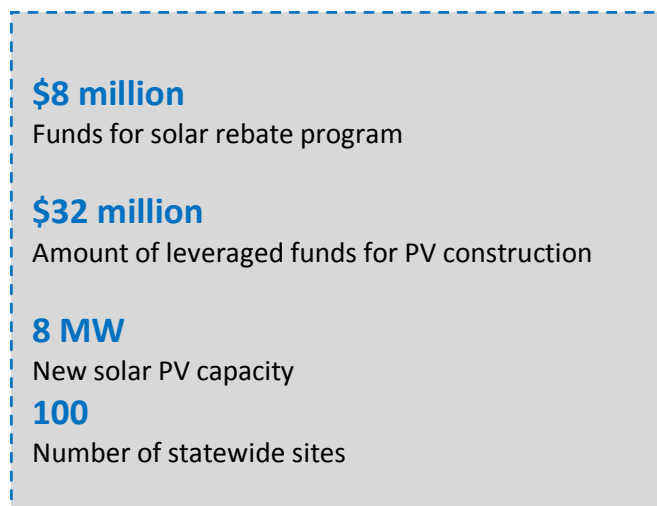 $8 million
Funds for solar rebate program
$32 million
Amount of leveraged funds for PV construction
8 MW
New solar PV capacity
100
Number of statewide sites